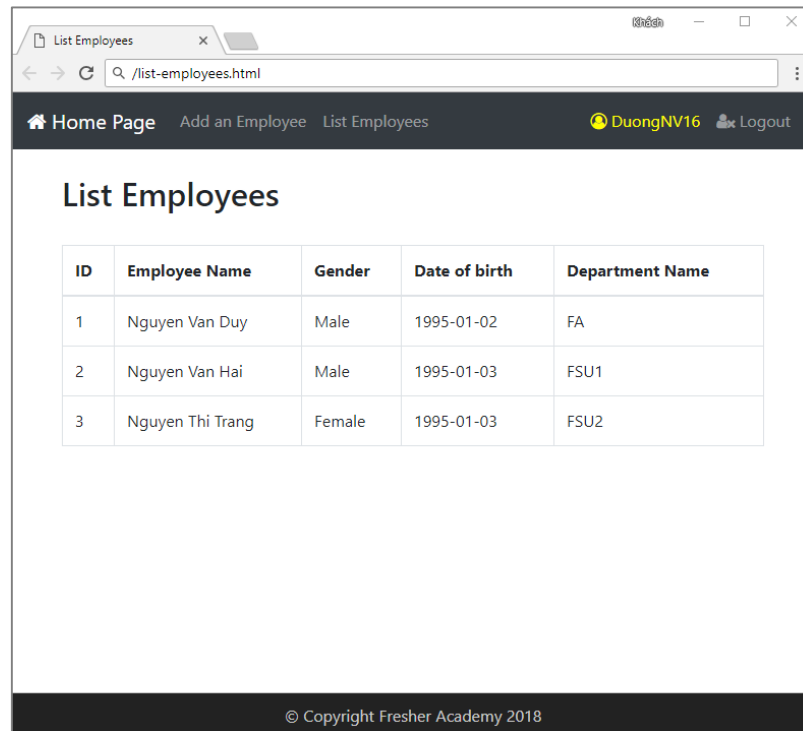 Khách
List Employees
/list-employees.html
Home Page Add an Employee List Employees DuongNV16 Logout
List Employees
ID Employee Name Gender Date of birth Department Name
1 Nguyen Van Duy Male 1995-01-02 FA
2 Nguyen Van Hai Male 1995-01-03 FSU1
3 Nguyen Thi Trang Female 1995-01-03 FSU2
© Copyright Fresher Academy 2018